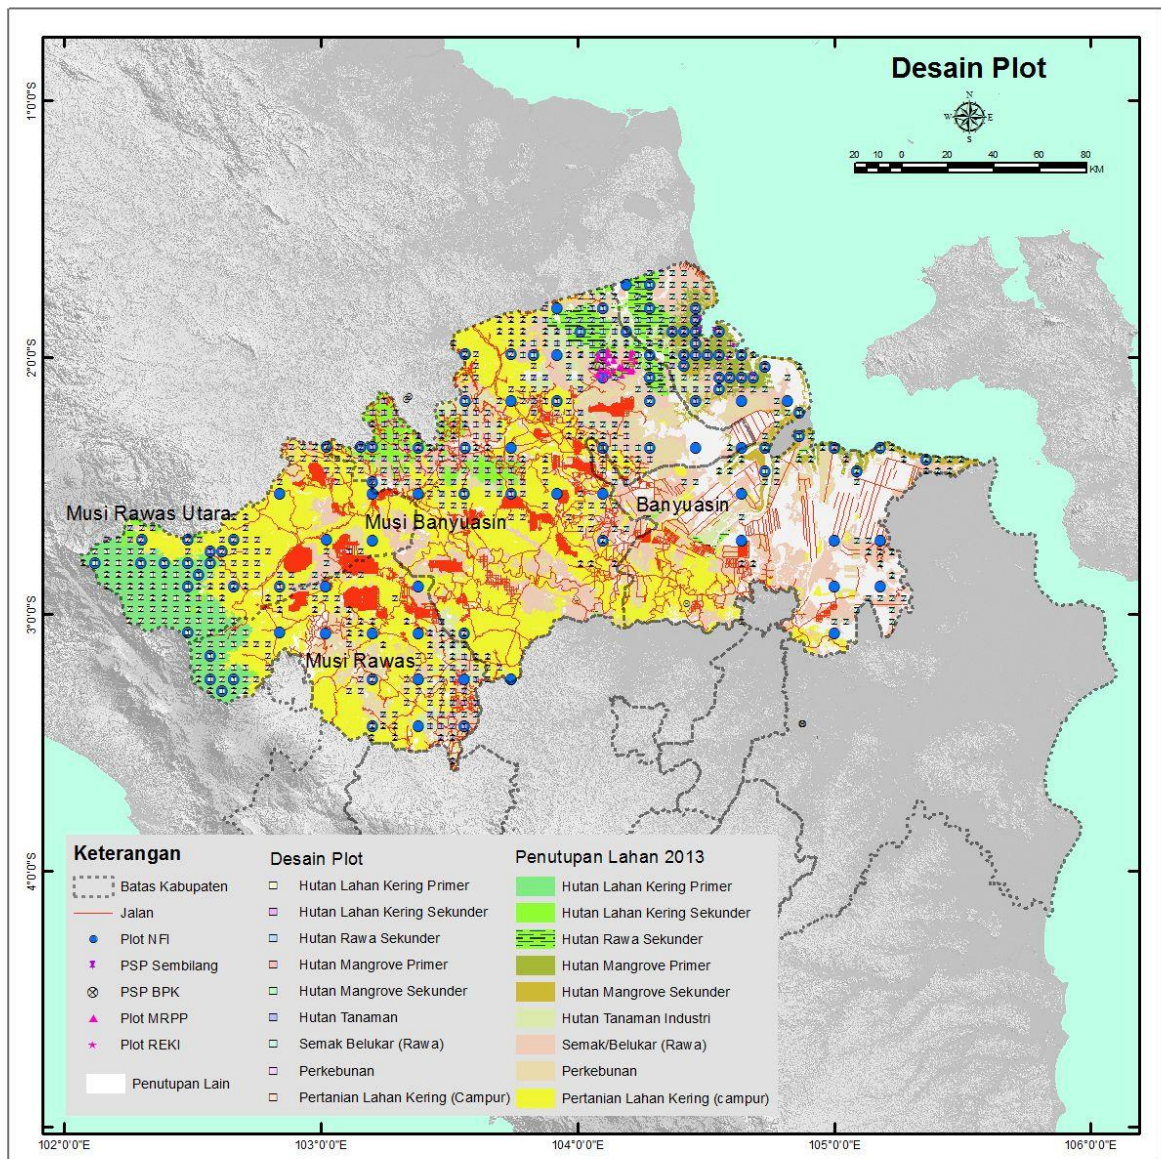 Desain Plot
N
W E
S
20 10 0 20 40 60 80
KM
1°0'0"S
2°0'0"S
3°0'0"S
4°0'0"S
Musi Rawas Utara
Musi Banyuasin
Banyuasin
Musi Rawas
Keterangan
Batas Kabupaten
Jalan
Plot NFI
PSP Sembilang
PSP BPK
Plot MRPP
Plot REKI
Penutupan Lain
Desain Plot
Hutan Lahan Kering Primer
Hutan Lahan Kering Sekunder
Hutan Rawa Sekunder
Hutan Mangrove Primer
Hutan Mangrove Sekunder
Hutan Tanaman
Semak Belukar (Rawa)
Perkebunan
Pertanian Lahan Kering (Campur)
Penutupan Lahan 2013
Hutan Lahan Kering Primer
Hutan Lahan Kering Sekunder
Hutan Rawa Sekunder
Hutan Mangrove Primer
Hutan Mangrove Sekunder
Hutan Tanaman Industri
Semak/Belukar (Rawa)
Perkebunan
Pertanian Lahan Kering (campur)
102°0'0"E 103°0'0"E 104°0'0"E 105°0'0"E 106°0'0"E